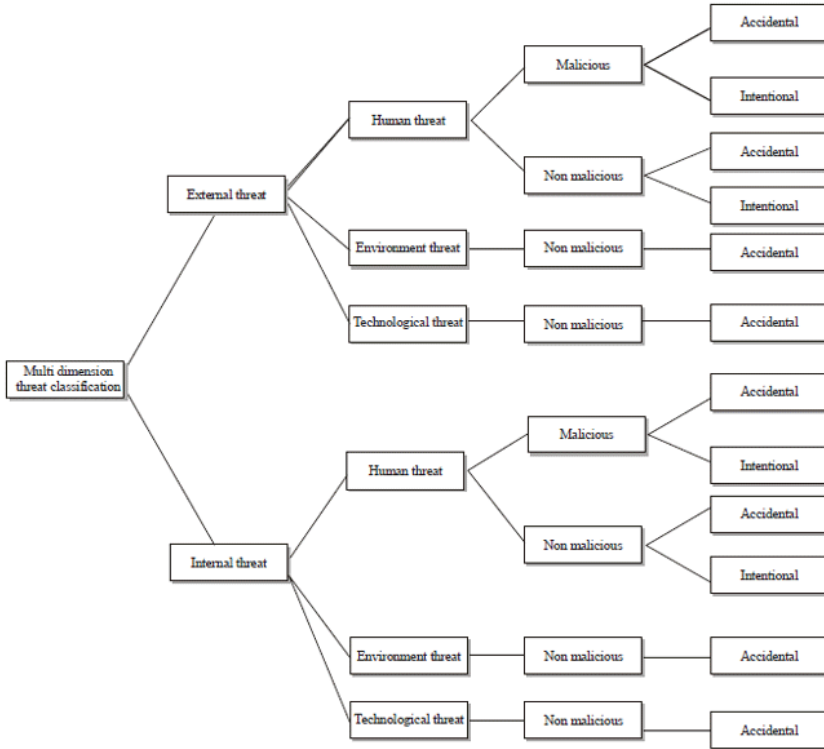 Accidental
Malicious
Intentional
Human threat
Accidental
Non malicious
Intentional
External threat
Environment threat
Non malicious
Accidental
Technological threat
Non malicious
Accidental
Multi dimension
threat classification
Accidental
Malicious
Human threat
Intentional
Accidental
Non malicious
Intentional
Internal threat
Environment threat
Non malicious
Accidental
Technological threat
Non malicious
Accidental